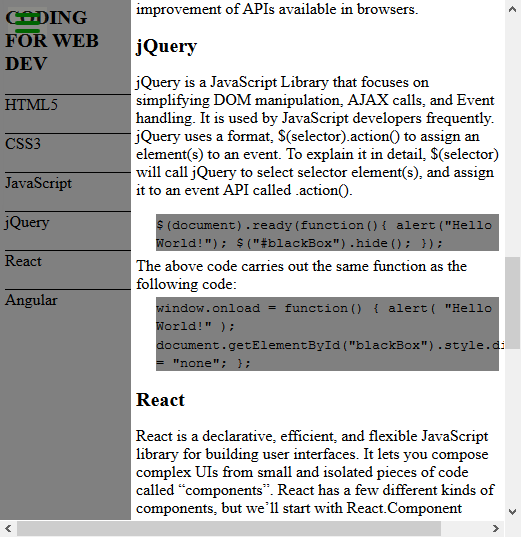 CODING
FOR WEB
DEV
HTML5
CSS3
JavaScript
jQuery
React
Angular
improvement of APIs available in browsers.
jQuery
jQuery is a JavaScript Library that focuses on
simplifying DOM manipulation, AJAX calls, and Event
handling. It is used by JavaScript developers frequently.
jQuery uses a format, $(selector).action() to assign an
element(s) to an event. To explain it in detail, $(selector)
will call jQuery to select selector element(s), and assign
it to an event API called .action().
$(document).ready(function(){ alert("Hello
World!"); $("#blackBox").hide(); });
The above code carries out the same function as the
following code:
window.onload = function() { alert( "Hello
World!" );
document.getElementById("blackBox").style.di
= "none"; };
React
React is a declarative, efficient, and flexible JavaScript
library for building user interfaces. It lets you compose
complex UIs from small and isolated pieces of code
called “components”. React has a few different kinds of
components, but we’ll start with React.Component